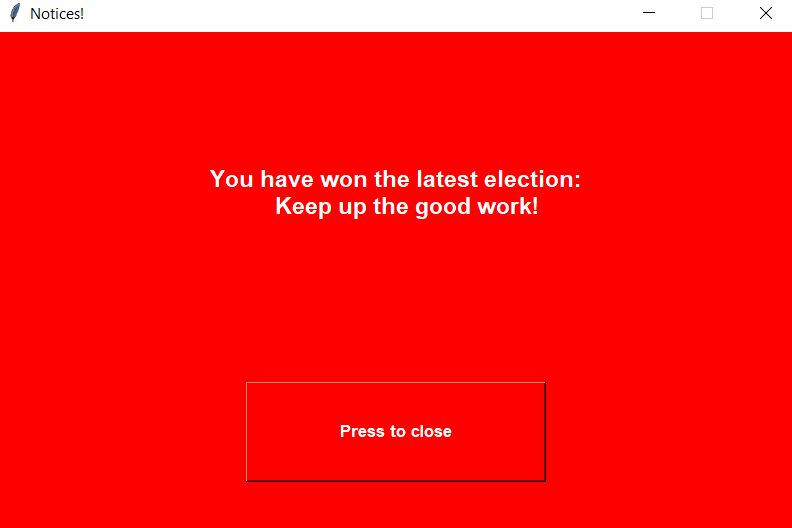 Notices!
You have won the latest election:
Keep up the good work!
Press to close